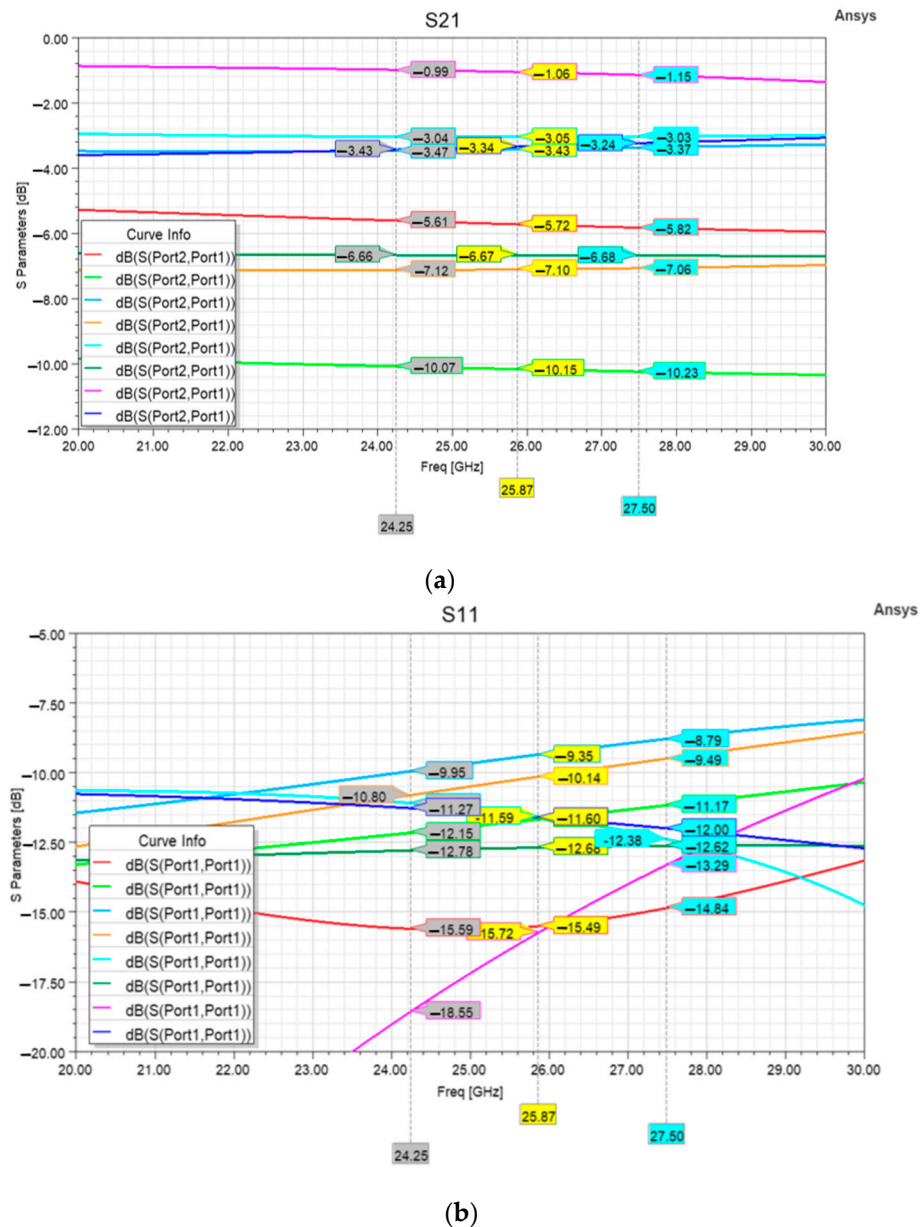 S21
Ansys
0.00
−2.00
−4.00
−6.00
−8.00
−10.00
−12.00
S Parameters [dB]
−0.99
−1.06
−1.15
−3.04
−3.05
−3.03
−3.43
−3.47
−3.34
−3.43
−3.24
−3.37
−5.61
−5.72
−5.82
−6.66
−6.67
−6.68
−7.12
−7.10
−7.06
−10.07
−10.15
−10.23
Curve Info
dB(S(Port2,Port1))
dB(S(Port2,Port1))
dB(S(Port2,Port1))
dB(S(Port2,Port1))
dB(S(Port2,Port1))
dB(S(Port2,Port1))
dB(S(Port2,Port1))
dB(S(Port2,Port1))
20.00 21.00 22.00 23.00 24.00 25.00 26.00 27.00 28.00 29.00 30.00
Freq [GHz]
24.25
25.87
27.50
(a)
S11
Ansys
−5.00
−7.50
−10.00
−12.50
−15.00
−17.50
−20.00
S Parameters [dB]
−9.95
−9.35
−8.79
−10.80
−10.14
−9.49
−11.27
-11.59
−11.60
−11.17
−12.15
−12.00
−12.78
−12.68
-12.38
−12.62
−13.29
−15.59
−15.72
−15.49
−14.84
−18.55
Curve Info
dB(S(Port1,Port1))
dB(S(Port1,Port1))
dB(S(Port1,Port1))
dB(S(Port1,Port1))
dB(S(Port1,Port1))
dB(S(Port1,Port1))
dB(S(Port1,Port1))
dB(S(Port1,Port1))
20.00 21.00 22.00 23.00 24.00 25.00 26.00 27.00 28.00 29.00 30.00
Freq [GHz]
24.25
25.87
27.50
(b)